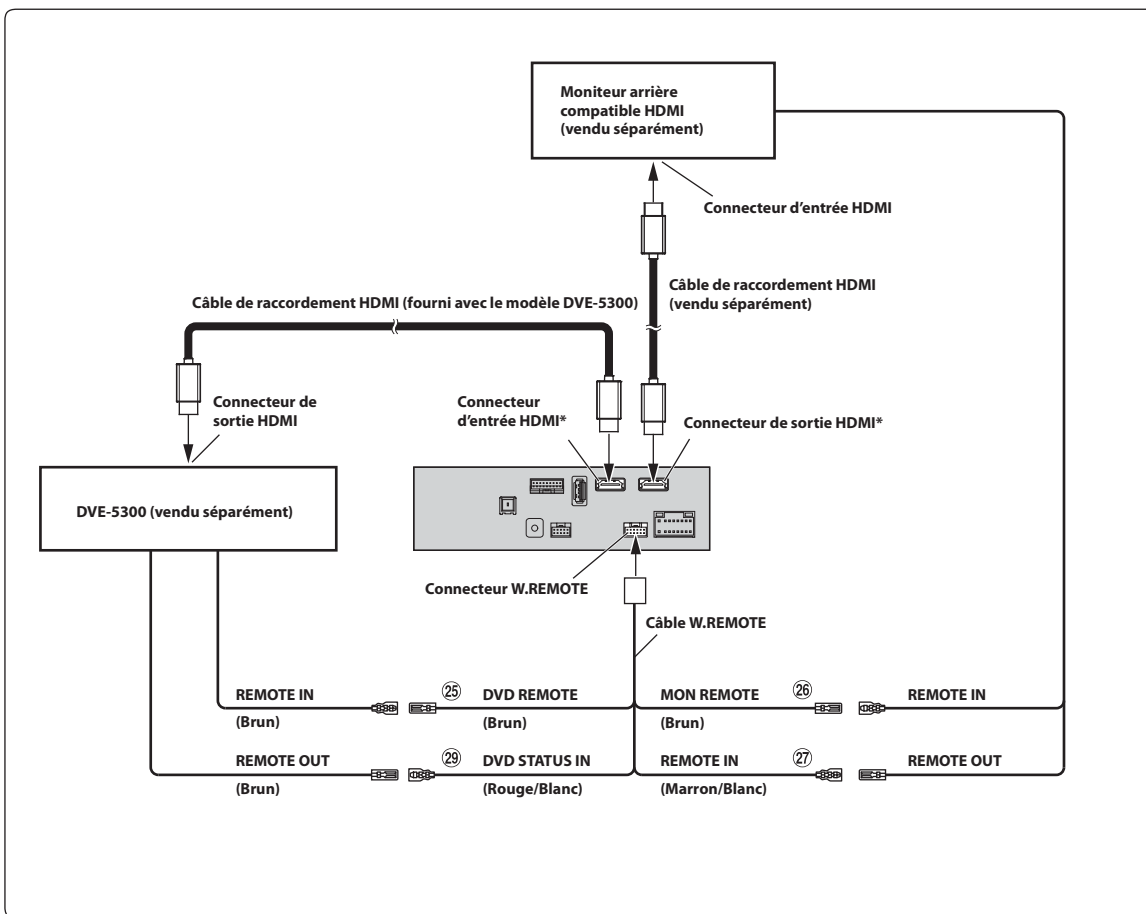 Moniteur arrière
compatible HDMI
(vendu séparément)
Connecteur d’entrée HDMI
Câble de raccordement HDMI
(vendu séparément)
Câble de raccordement HDMI (fourni avec le modèle DVE-5300)
Connecteur de
sortie HDMI
Connecteur
d’entrée HDMI*
Connecteur de sortie HDMI*
DVE-5300 (vendu séparément)
Connecteur W.REMOTE
Câble W.REMOTE
REMOTE IN
(Brun)
㉕
DVD REMOTE
(Brun)
MON REMOTE
(Brun)
㉖
REMOTE IN
REMOTE OUT
(Brun)
㉙
DVD STATUS IN
(Rouge/Blanc)
REMOTE IN
(Marron/Blanc)
㉗
REMOTE OUT